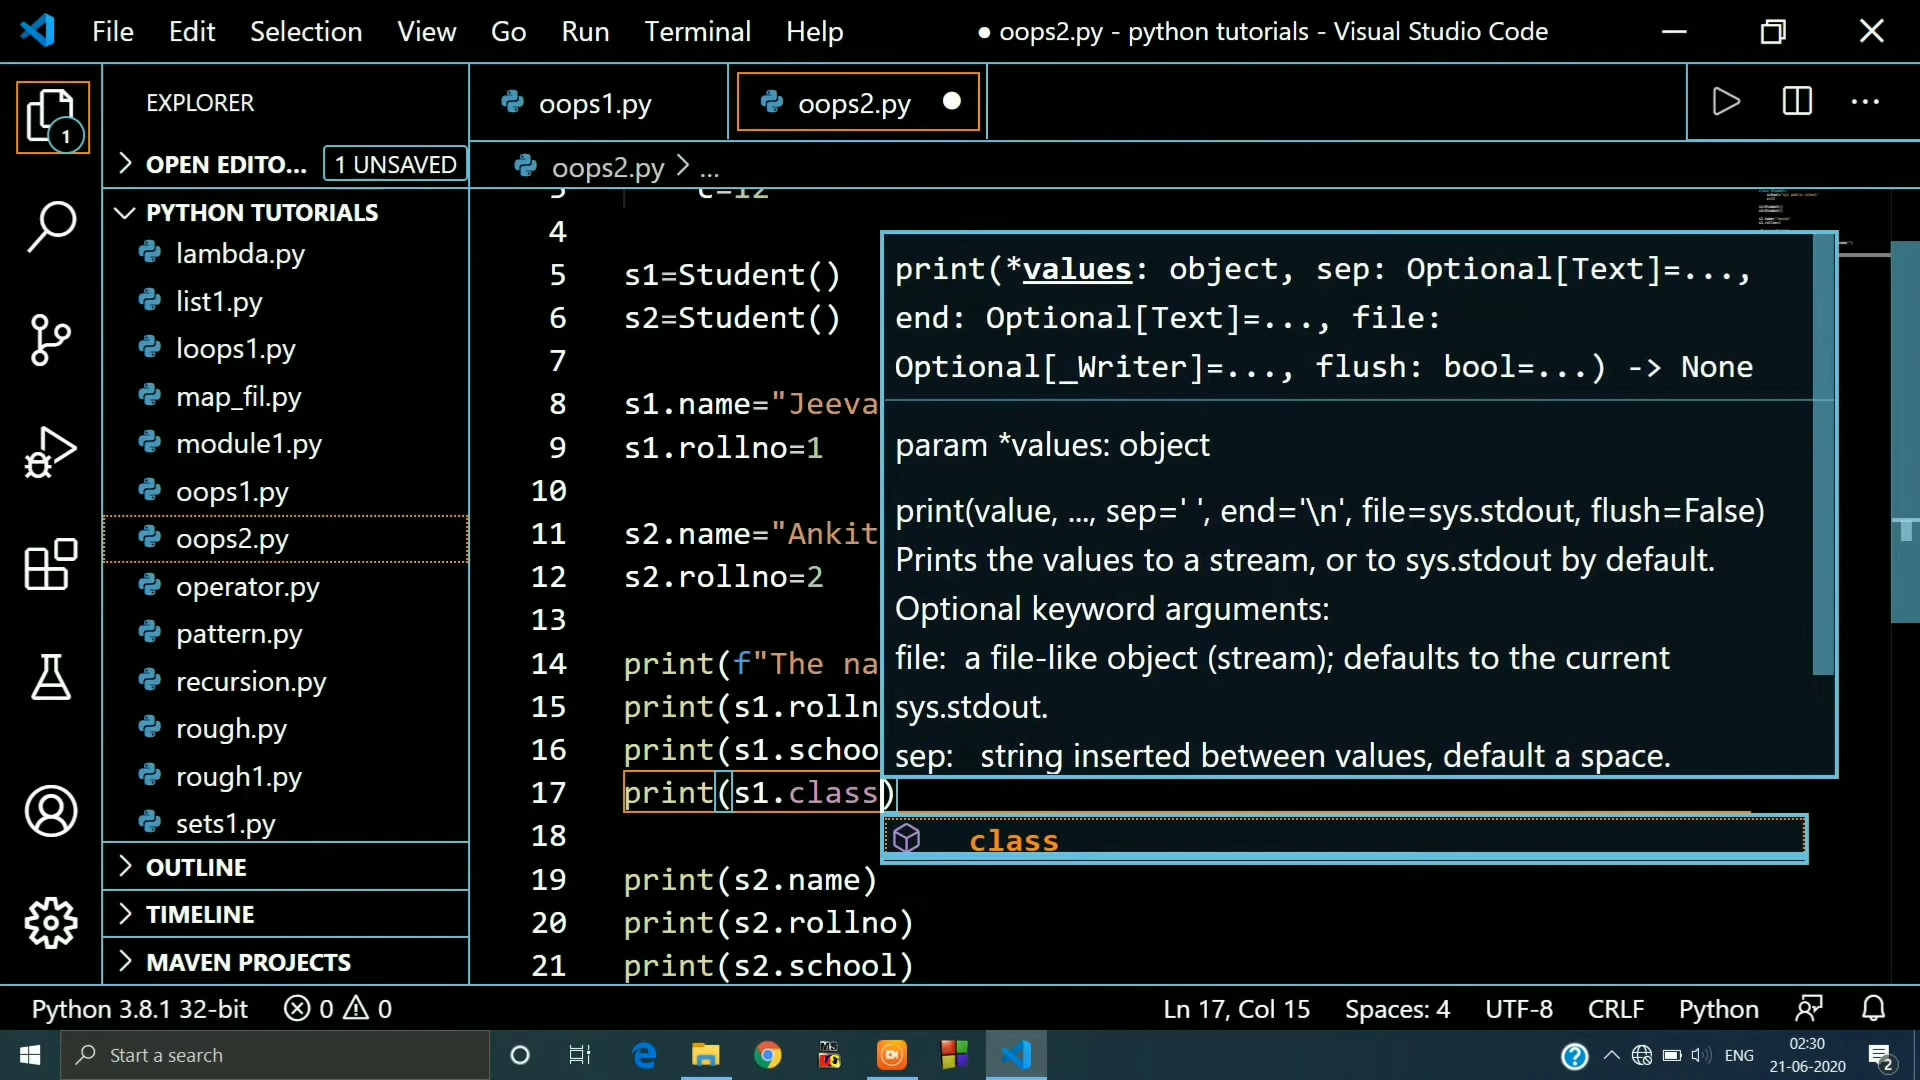 File Edit Selection View Go Run Terminal Help
● oops2.py - python tutorials - Visual Studio Code
1
EXPLORER
OPEN EDITO... 1 UNSAVED
PYTHON TUTORIALS
lambda.py
list1.py
loops1.py
map_fil.py
module1.py
oops1.py
oops2.py
operator.py
pattern.py
recursion.py
rough.py
rough1.py
sets1.py
OUTLINE
TIMELINE
MAVEN PROJECTS
oops1.py oops2.py
oops2.py > ...
4
5 s1=Student()
6 s2=Student()
7
8 s1.name="Jeeva
9 s1.rollno=1
10
11 s2.name="Ankit
12 s2.rollno=2
13
14 print(f"The na
15 print(s1.rolln
16 print(s1.schoo
17 print(s1.class)
18
19 print(s2.name)
20 print(s2.rollno)
21 print(s2.school)
print(*values: object, sep: Optional[Text]=...,
end: Optional[Text]=..., file:
Optional[_Writer]=..., flush: bool=...) -> None
param *values: object
print(value, ..., sep=' ', end='\n', file=sys.stdout, flush=False)
Prints the values to a stream, or to sys.stdout by default.
Optional keyword arguments:
file: a file-like object (stream); defaults to the current
sys.stdout.
sep: string inserted between values, default a space.
class
Python 3.8.1 32-bit 0 0
Ln 17, Col 15 Spaces: 4 UTF-8 CRLF Python
Start a search
ENG
02:30
21-06-2020
2